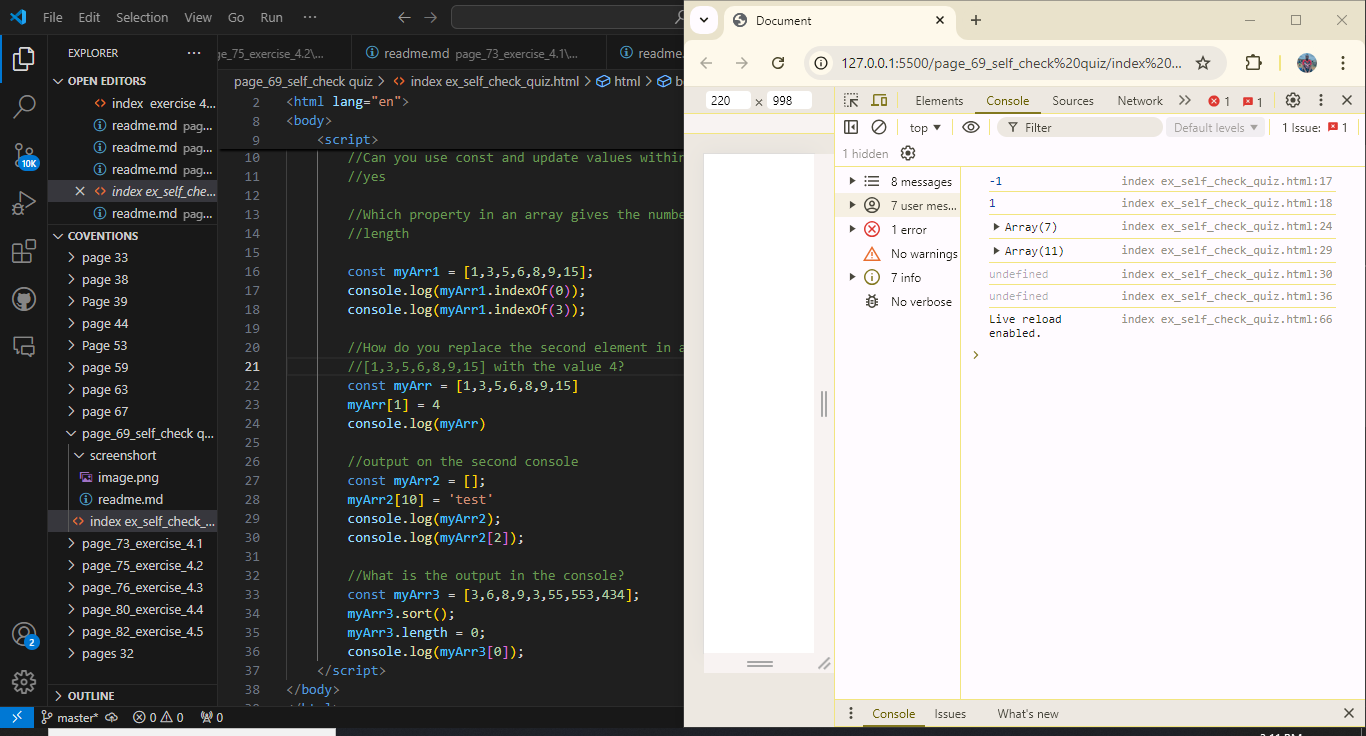 File Edit Selection View Go Run ···
EXPLORER ···
OPEN EDITORS
index exercise 4...
readme.md pag...
readme.md pag...
readme.md pag...
index ex_self_che...
readme.md pag...
COVENTIONS
page 33
page 38
Page 39
page 44
Page 53
page 59
page 63
page 67
page_69_self_check q...
screenshort
image.png
readme.md
index ex_self_check_...
page_73_exercise_4.1
page_75_exercise_4.2
page_76_exercise_4.3
page_80_exercise_4.4
page_82_exercise_4.5
pages 32
OUTLINE
10K
2
master* 0 0 0
ge_75_exercise_4.2\... readme.md page_73_exercise_4.1\... readme
page_69_self_check quiz > index ex_self_check_quiz.html > html > b
2 <html lang="en">
8 <body>
9 <script>
10 //Can you use const and update values within
11 //yes
12
13 //Which property in an array gives the numbe
14 //length
15
16 const myArr1 = [1,3,5,6,8,9,15];
17 console.log(myArr1.indexOf(0));
18 console.log(myArr1.indexOf(3));
19
20 //How do you replace the second element in a
21 //[1,3,5,6,8,9,15] with the value 4?
22 const myArr = [1,3,5,6,8,9,15]
23 myArr[1] = 4
24 console.log(myArr)
25
26 //output on the second console
27 const myArr2 = [];
28 myArr2[10] = 'test'
29 console.log(myArr2);
30 console.log(myArr2[2]);
31
32 //What is the output in the console?
33 const myArr3 = [3,6,8,9,3,55,553,434];
34 myArr3.sort();
35 myArr3.length = 0;
36 console.log(myArr3[0]);
37 </script>
38 </body>
Document
127.0.0.1:5500/page_69_self_check%20quiz/index%20...
220 × 998
Elements Console Sources Network 1 1
top Filter Default levels 1 Issue: 1
1 hidden
8 messages
7 user mes...
1 error
No warnings
7 info
No verbose
-1 index ex_self_check_quiz.html:17
1 index ex_self_check_quiz.html:18
Array(7) index ex_self_check_quiz.html:24
Array(11) index ex_self_check_quiz.html:29
undefined index ex_self_check_quiz.html:30
undefined index ex_self_check_quiz.html:36
Live reload index ex_self_check_quiz.html:66
enabled.
Console Issues What's new